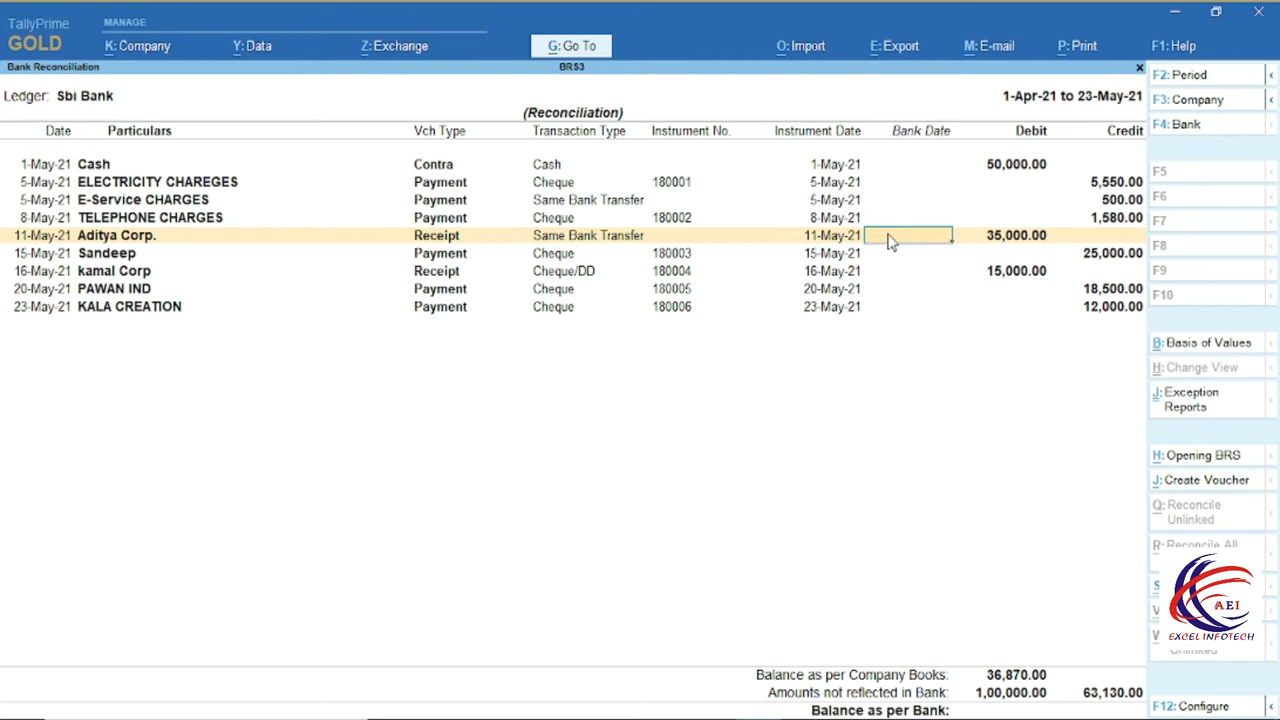 TallyPrime
GOLD
MANAGE
K: Company Y: Data Z: Exchange G: Go To O: Import E: Export M: E-mail P: Print F1: Help
Bank Reconciliation BRS3 x
Ledger: Sbi Bank 1-Apr-21 to 23-May-21
(Reconciliation)
Date Particulars Vch Type Transaction Type Instrument No. Instrument Date Bank Date Debit Credit
1-May-21 Cash Contra Cash 1-May-21 50,000.00
5-May-21 ELECTRICITY CHAREGES Payment Cheque 180001 5-May-21 5,550.00
5-May-21 E-Service CHARGES Payment Same Bank Transfer 5-May-21 500.00
8-May-21 TELEPHONE CHARGES Payment Cheque 180002 8-May-21 1,580.00
11-May-21 Aditya Corp. Receipt Same Bank Transfer 11-May-21 35,000.00
15-May-21 Sandeep Payment Cheque 180003 15-May-21 25,000.00
16-May-21 kamal Corp Receipt Cheque/DD 180004 16-May-21 15,000.00
20-May-21 PAWAN IND Payment Cheque 180005 20-May-21 18,500.00
23-May-21 KALA CREATION Payment Cheque 180006 23-May-21 12,000.00
Balance as per Company Books: 36,870.00
Amounts not reflected in Bank: 1,00,000.00 63,130.00
Balance as per Bank:
F2: Period
F3: Company
F4: Bank
F5
F6
F7
F8
F9
F10
B: Basis of Values
H: Change View
J: Exception
Reports
H: Opening BRS
J: Create Voucher
Q: Reconcile
Unlinked
R: Reconcile All
S
V
W
Unlinked
AEI
EXCEL INFOTECH
F12: Configure